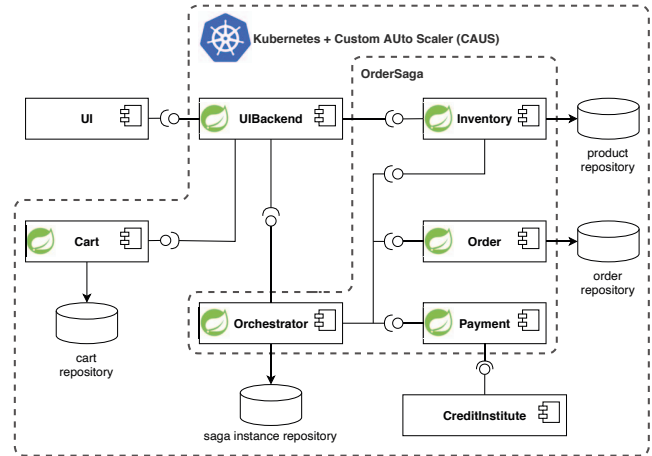 Kubernetes + Custom AUto Scaler (CAUS)
OrderSaga
UI
UIBackend
Inventory
product
repository
Cart
Order
order
repository
Orchestrator
Payment
cart
repository
CreditInstitute
saga instance repository